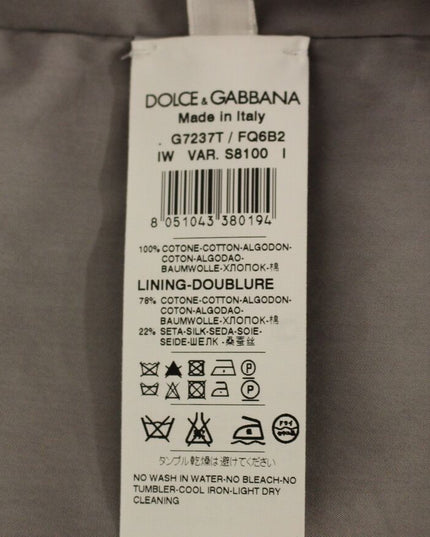 DOLCE & GABBANA
Made in Italy
. G7237T / FQ6B2
IW VAR. S8100 I
8 051043 380194
100% COTONE-COTTON-ALGODON-
COTON-ALGODAO-
BAUMWOLLE-ХЛОПОК-棉
LINING-DOUBLURE
78% COTONE-COTTON-ALGODON-
COTON-ALGODAO-
BAUMWOLLE-ХЛОПОК-棉
22% SETA-SILK-SEDA-SOIE-
SEIDE-ШЕЛК -桑蚕丝
P
P
ドライ
タンブル乾燥は避けてください
NO WASH IN WATER-NO BLEACH-NO
TUMBLER-COOL IRON-LIGHT DRY
CLEANING